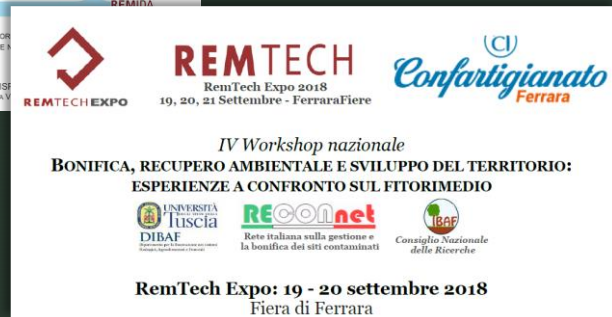 REMIDA
REMTECH EXPO
REMTECH
RemTech Expo 2018
19, 20, 21 Settembre - FerraraFiere
CI
Confartigianato
Ferrara
IV Workshop nazionale
BONIFICA, RECUPERO AMBIENTALE E SVILUPPO DEL TERRITORIO:
ESPERIENZE A CONFRONTO SUL FITORIMEDIO
UNIVERSITÀ
Tuscia
DIBAF
RECONnet
Rete italiana sulla gestione e
la bonifica dei siti contaminati
IBAF
Consiglio Nazionale
delle Ricerche
RemTech Expo: 19 - 20 settembre 2018
Fiera di Ferrara